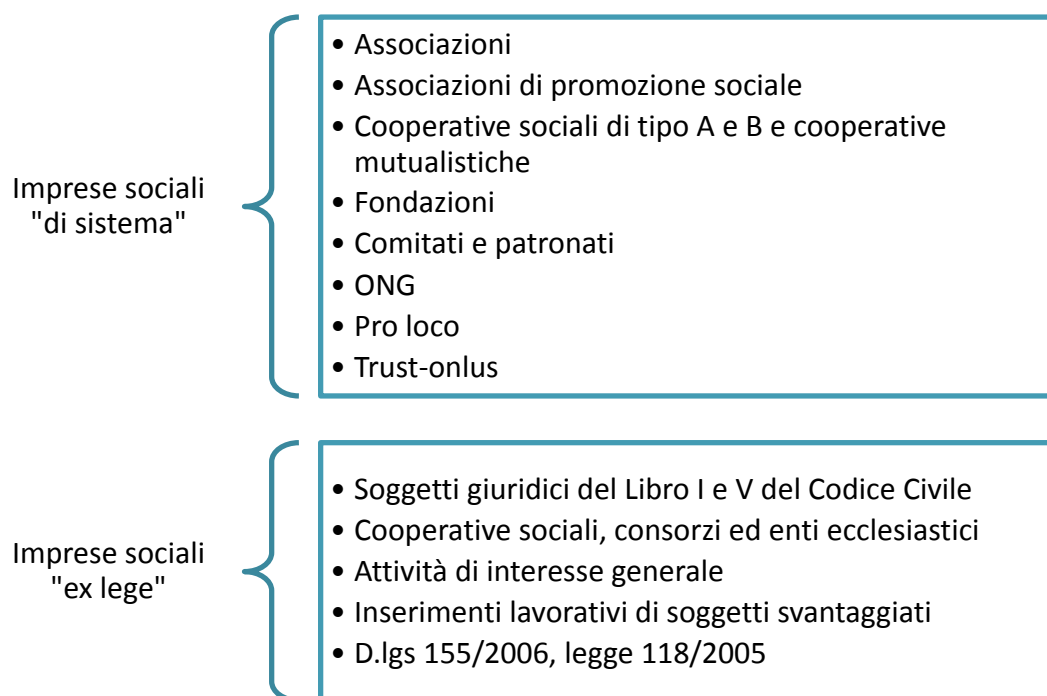 Imprese sociali
"di sistema"
• Associazioni
• Associazioni di promozione sociale
• Cooperative sociali di tipo A e B e cooperative
mutualistiche
• Fondazioni
• Comitati e patronati
• ONG
• Pro loco
• Trust-onlus
Imprese sociali
"ex lege"
• Soggetti giuridici del Libro I e V del Codice Civile
• Cooperative sociali, consorzi ed enti ecclesiastici
• Attività di interesse generale
• Inserimenti lavorativi di soggetti svantaggiati
• D.lgs 155/2006, legge 118/2005